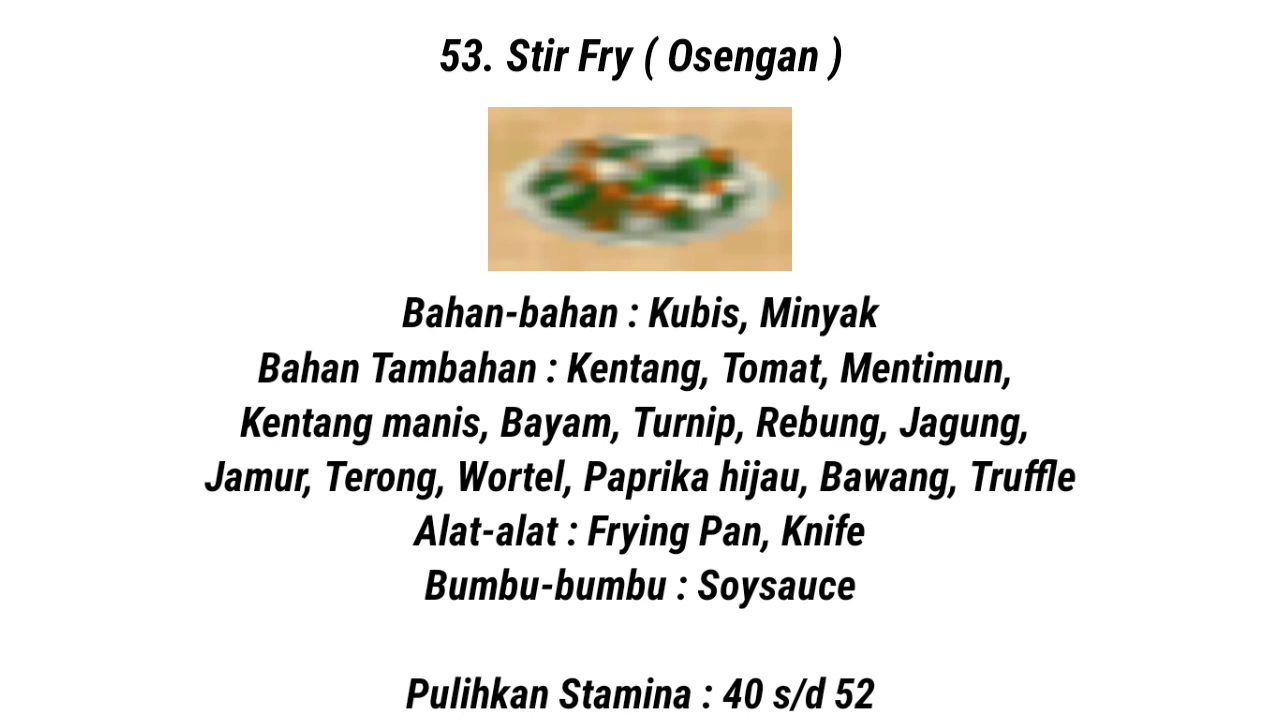 53. Stir Fry ( Osengan )
Bahan-bahan : Kubis, Minyak
Bahan Tambahan : Kentang, Tomat, Mentimun,
Kentang manis, Bayam, Turnip, Rebung, Jagung,
Jamur, Terong, Wortel, Paprika hijau, Bawang, Truffle
Alat-alat : Frying Pan, Knife
Bumbu-bumbu : Soysauce
Pulihkan Stamina : 40 s/d 52